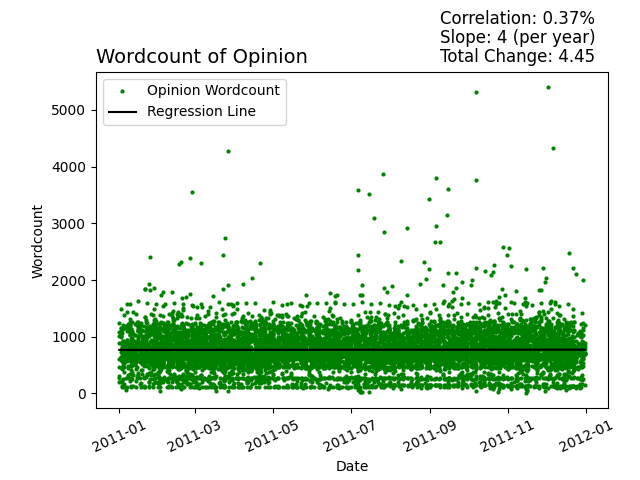 Correlation: 0.37%
Slope: 4 (per year)
Total Change: 4.45
Wordcount of Opinion
Opinion Wordcount
Regression Line
5000
4000
3000
2000
1000
0
Wordcount
2011-01
2011-03
2011-05
2011-07
2011-09
2011-11
2012-01
Date